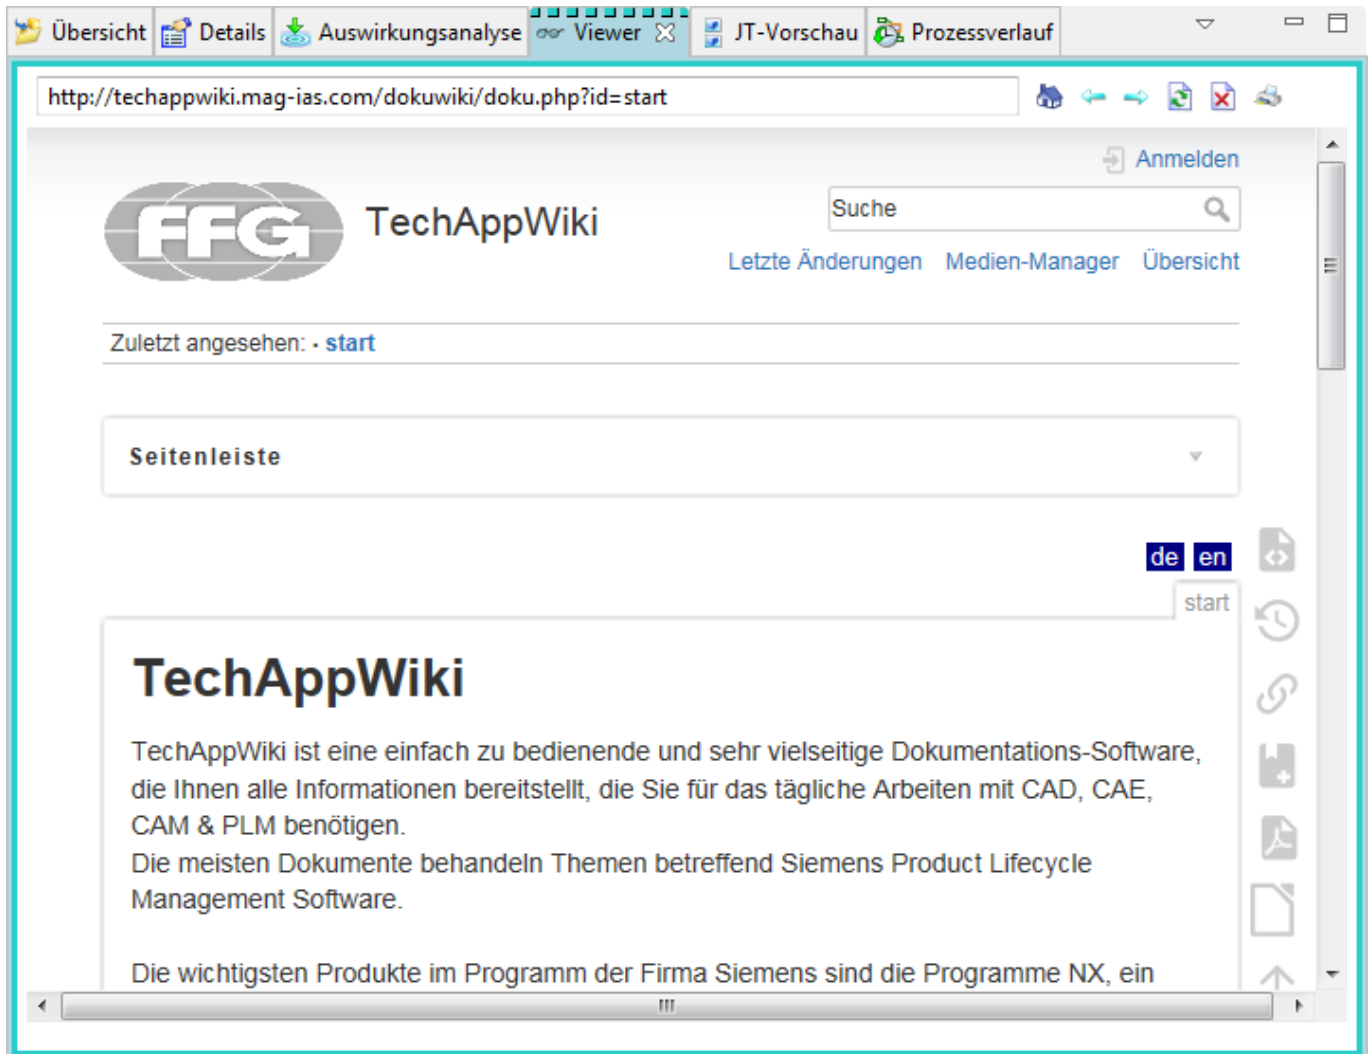 Übersicht Details Auswirkungsanalyse Viewer JT-Vorschau Prozessverlauf
http://techappwiki.mag-ias.com/dokuwiki/doku.php?id=start
Anmelden
FFG TechAppWiki
Suche
Letzte Änderungen Medien-Manager Übersicht
Zuletzt angesehen: · start
Seitenleiste
de en
start
TechAppWiki
TechAppWiki ist eine einfach zu bedienende und sehr vielseitige Dokumentations-Software,
die Ihnen alle Informationen bereitstellt, die Sie für das tägliche Arbeiten mit CAD, CAE,
CAM & PLM benötigen.
Die meisten Dokumente behandeln Themen betreffend Siemens Product Lifecycle
Management Software.
Die wichtigsten Produkte im Programm der Firma Siemens sind die Programme NX, ein